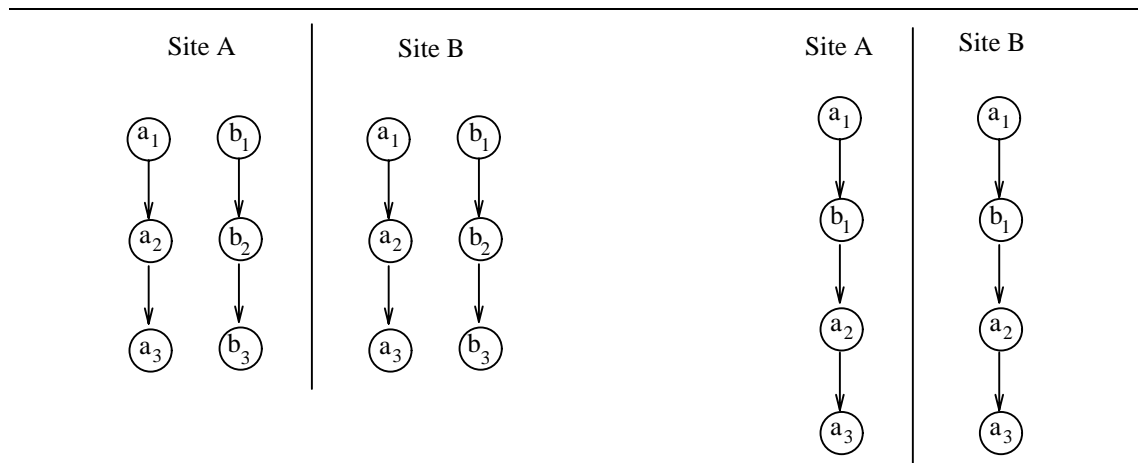 Site A Site B
a1 b1 a1 b1
a2 b2 a2 b2
a3 b3 a3 b3
Site A Site B
a1 a1
b1 b1
a2 a2
a3 a3